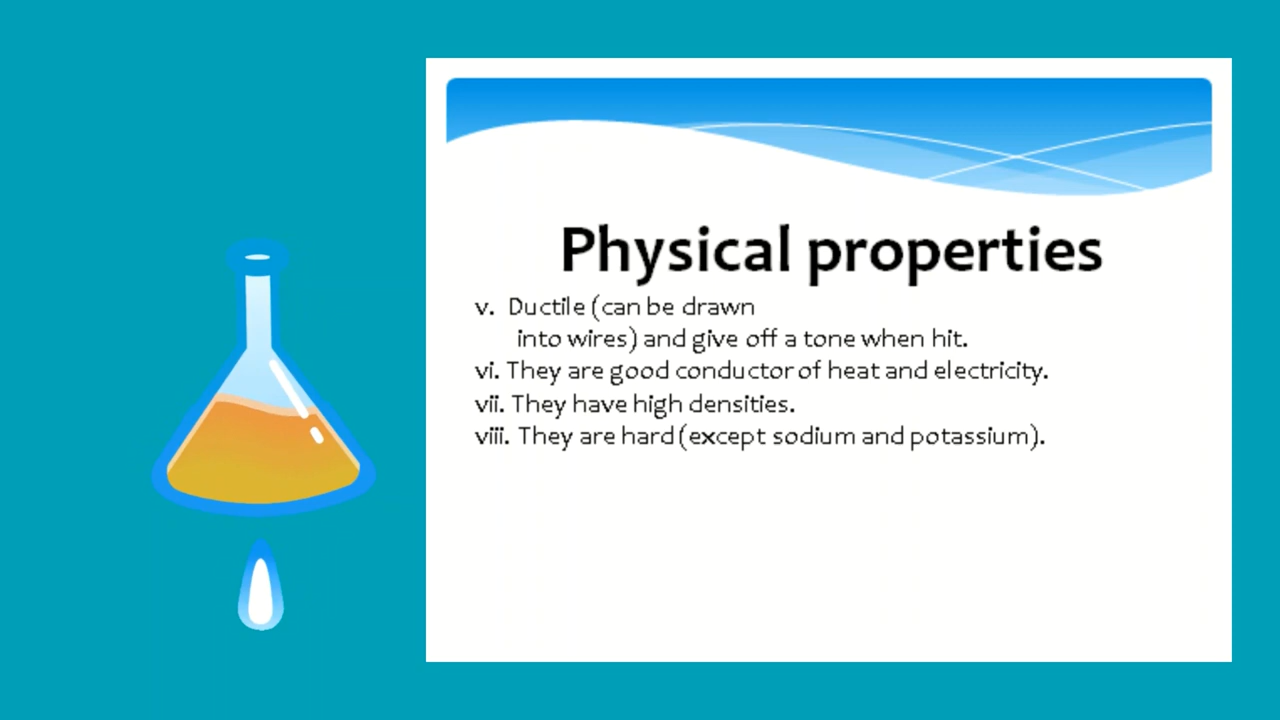 Physical properties
v. Ductile (can be drawn
into wires) and give off a tone when hit.
vi. They are good conductor of heat and electricity.
vii. They have high densities.
viii. They are hard (except sodium and potassium).